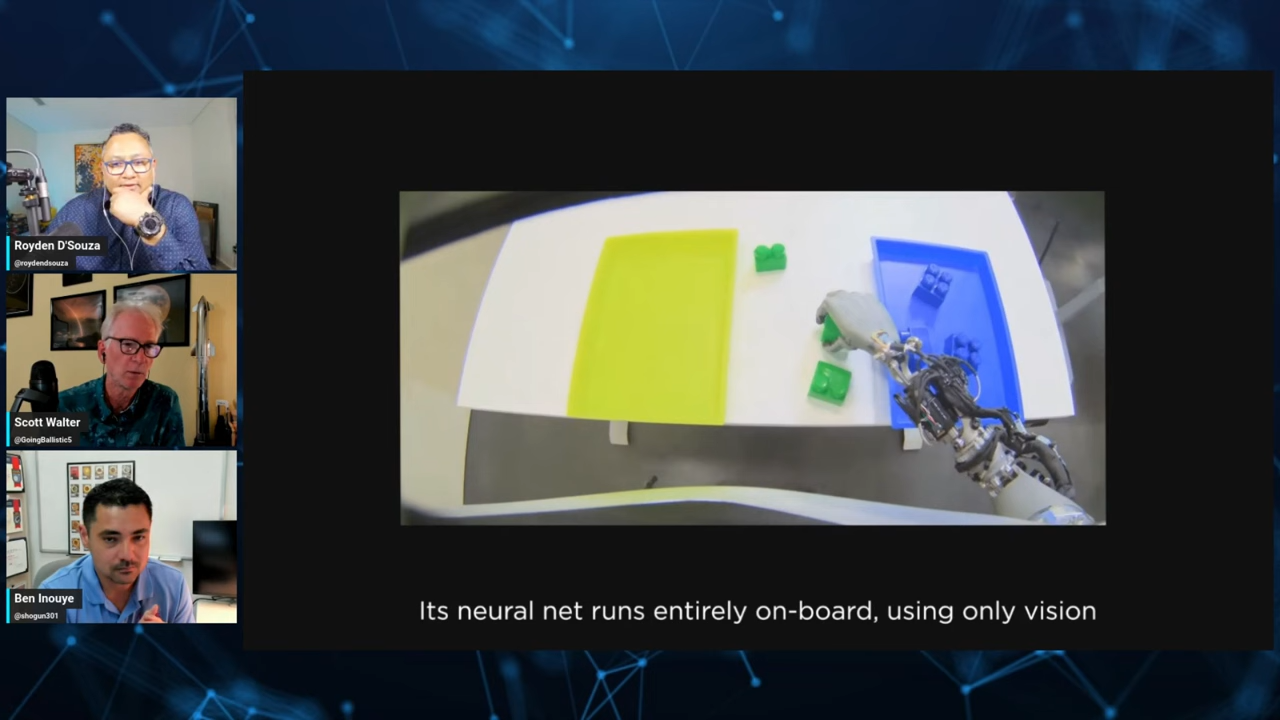 Royden D'Souza
@roydendsouza
Scott Walter
@GoingBallistic5
Ben Inouye
@shogun301
Its neural net runs entirely on-board, using only vision